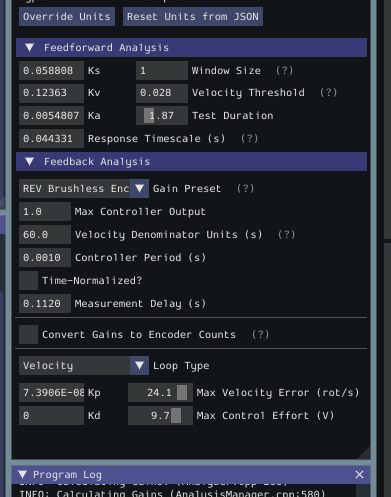 Override Units Reset Units from JSON
▼ Feedforward Analysis
0.058808 Ks 1 Window Size (?)
0.12363 Kv 0.028 Velocity Threshold (?)
0.0054807 Ka 1.87 Test Duration
0.044331 Response Timescale (s) (?)
▼ Feedback Analysis
REV Brushless Enc ▼ Gain Preset (?)
1.0 Max Controller Output
60.0 Velocity Denominator Units (s) (?)
0.0010 Controller Period (s)
Time-Normalized?
0.1120 Measurement Delay (s)
Convert Gains to Encoder Counts (?)
Velocity ▼ Loop Type
7.3906E-08 Kp 24.1 Max Velocity Error (rot/s)
0 Kd 9.7 Max Control Effort (V)
▼ Program Log ×
INFO: Calculating Gains (AnalysisManager.cpp:580)